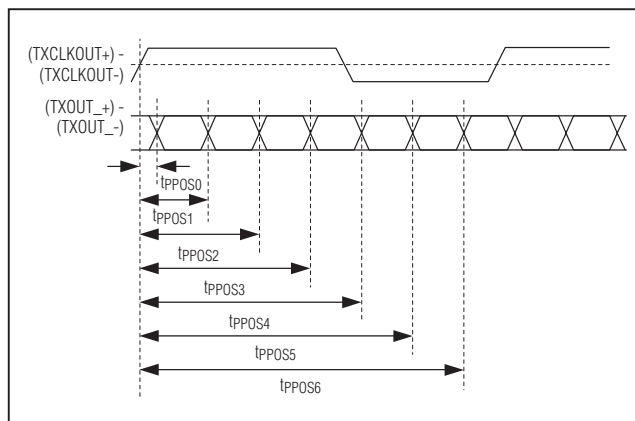 (TXCLKOUT+) -
(TXCLKOUT-)
(TXOUT_+) -
(TXOUT_-)
tPPOS0
tPPOS1
tPPOS2
tPPOS3
tPPOS4
tPPOS5
tPPOS6